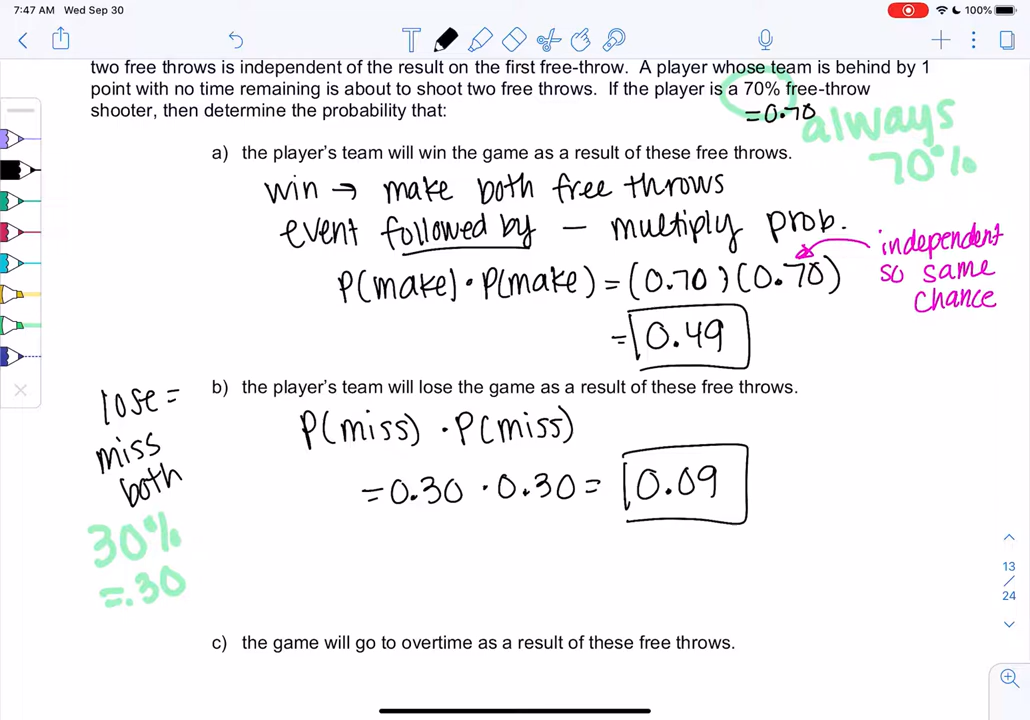 7:47 AM Wed Sep 30
100%
two free throws is independent of the result on the first free-throw. A player whose team is behind by 1
point with no time remaining is about to shoot two free throws. If the player is a 70% free-throw
shooter, then determine the probability that:
=0.70
always
70%
a) the player's team will win the game as a result of these free throws.
win → make both free throws
event followed by – multiply prob.
P(make) · P(make) = (0.70)(0.70)
independent
so same
chance
= 0.49
b) the player's team will lose the game as a result of these free throws.
lose =
miss
both
30%
=.30
P(miss) · P(miss)
=0.30 · 0.30 = 0.09
13
/
24
c) the game will go to overtime as a result of these free throws.